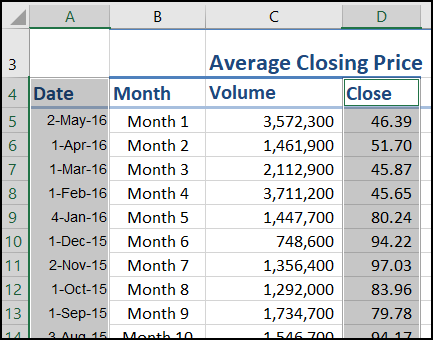 A B C D
3 Average Closing Price
4 Date Month Volume Close
5 2-May-16 Month 1 3,572,300 46.39
6 1-Apr-16 Month 2 1,461,900 51.70
7 1-Mar-16 Month 3 2,112,900 45.87
8 1-Feb-16 Month 4 3,711,200 45.65
9 4-Jan-16 Month 5 1,447,700 80.24
10 1-Dec-15 Month 6 748,600 94.22
11 2-Nov-15 Month 7 1,356,400 97.03
12 1-Oct-15 Month 8 1,292,000 83.96
13 1-Sep-15 Month 9 1,734,700 79.78
14 3-Aug-15 Month 10 1,546,700 94.17